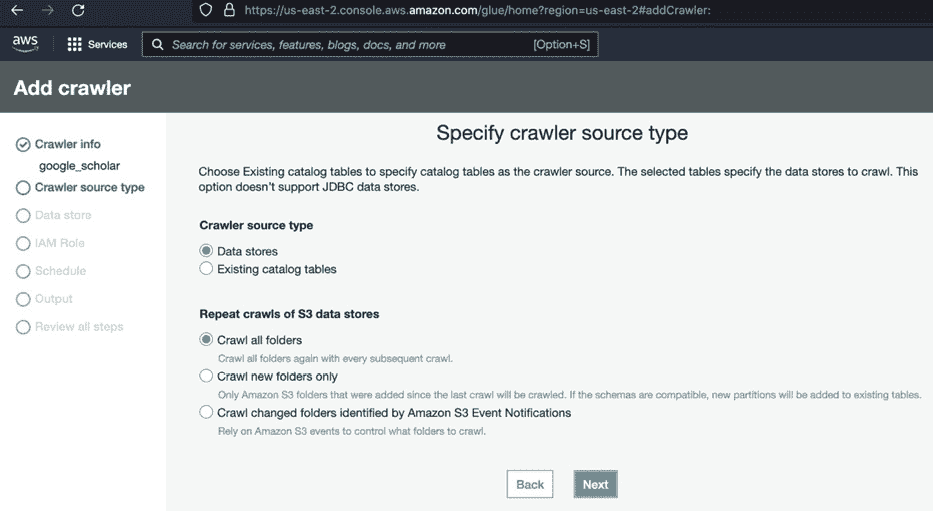 https://us-east-2.console.aws.amazon.com/glue/home?region=us-east-2#addCrawler:
aws Services Search for services, features, blogs, docs, and more [Option+S]
Add crawler
Crawler info
google_scholar
Crawler source type
Data store
IAM Role
Schedule
Output
Review all steps
Specify crawler source type
Choose Existing catalog tables to specify catalog tables as the crawler source. The selected tables specify the data stores to crawl. This
option doesn't support JDBC data stores.
Crawler source type
Data stores
Existing catalog tables
Repeat crawls of S3 data stores
Crawl all folders
Crawl all folders again with every subsequent crawl.
Crawl new folders only
Only Amazon S3 folders that were added since the last crawl will be crawled. If the schemas are compatible, new partitions will be added to existing tables.
Crawl changed folders identified by Amazon S3 Event Notifications
Rely on Amazon S3 events to control what folders to crawl.
Back Next